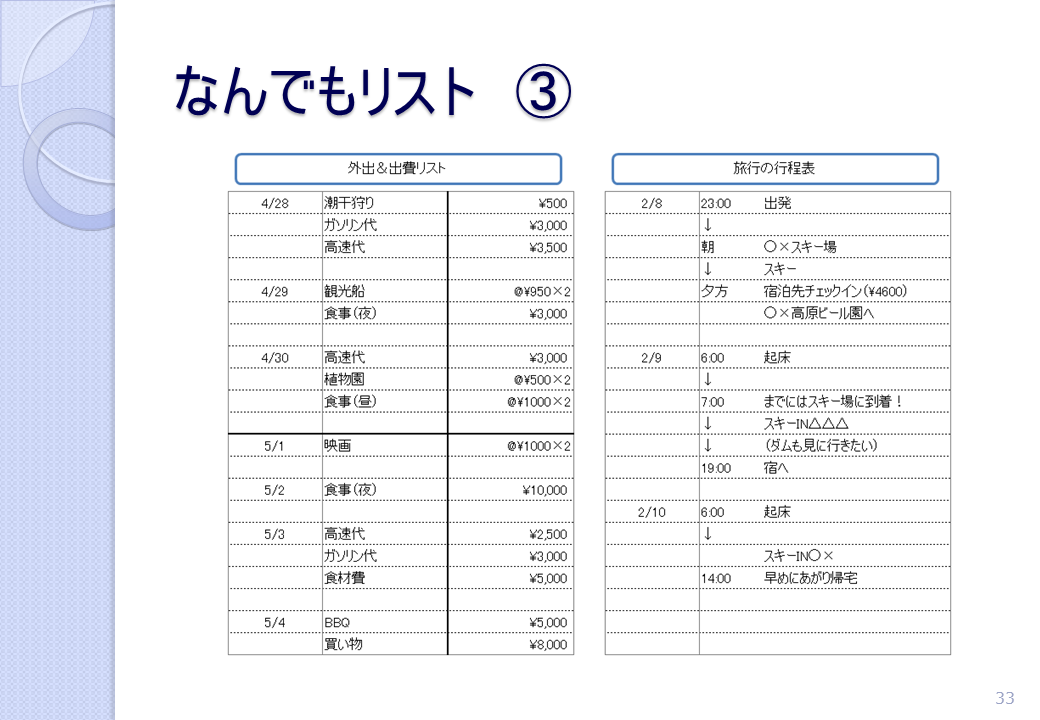 なんでもリスト ③
外出＆出費リスト
4/28 潮干狩り ¥500
ガソリン代 ¥3,000
高速代 ¥3,500
4/29 観光船 @¥950×2
食事（夜） ¥3,000
4/30 高速代 ¥3,000
植物園 @¥500×2
食事（昼） @¥1000×2
5/1 映画 @¥1000×2
5/2 食事（夜） ¥10,000
5/3 高速代 ¥2,500
ガソリン代 ¥3,000
食材費 ¥5,000
5/4 BBQ ¥5,000
買い物 ¥8,000
旅行の行程表
2/8 23:00 出発
↓
朝 〇×スキー場
↓ スキー
夕方 宿泊先チェックイン（¥4600）
〇×高原ビール園へ
2/9 6:00 起床
↓
7:00 までにはスキー場に到着！
↓ スキーIN△△△
↓ （ダムも見に行きたい）
19:00 宿へ
2/10 6:00 起床
↓
スキーIN〇×
14:00 早めにあがり帰宅
33